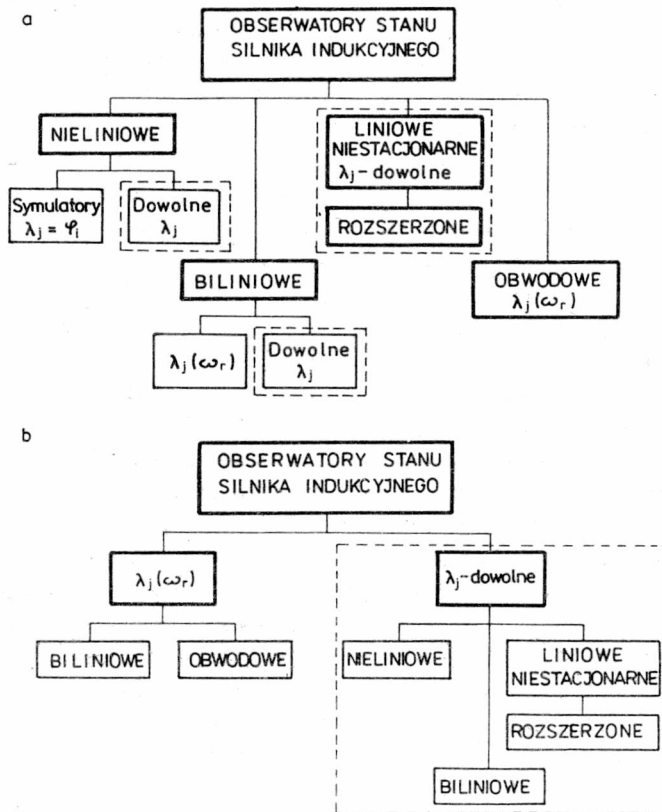 a
OBSERWATORY STANU
SILNIKA INDUKCYJNEGO
NIELINIOWE
LINIOWE
NIESTACJONARNE
λj-dowolne
Symulatory
λj = φi
Dowolne
λj
ROZSZERZONE
BILINIOWE
OBWODOWE
λj(ωr)
λj(ωr)
Dowolne
λj
b
OBSERWATORY STANU
SILNIKA INDUKCYJNEGO
λj(ωr)
λj-dowolne
BILINIOWE
OBWODOWE
NIELINIOWE
LINIOWE
NIESTACJONARNE
ROZSZERZONE
BILINIOWE